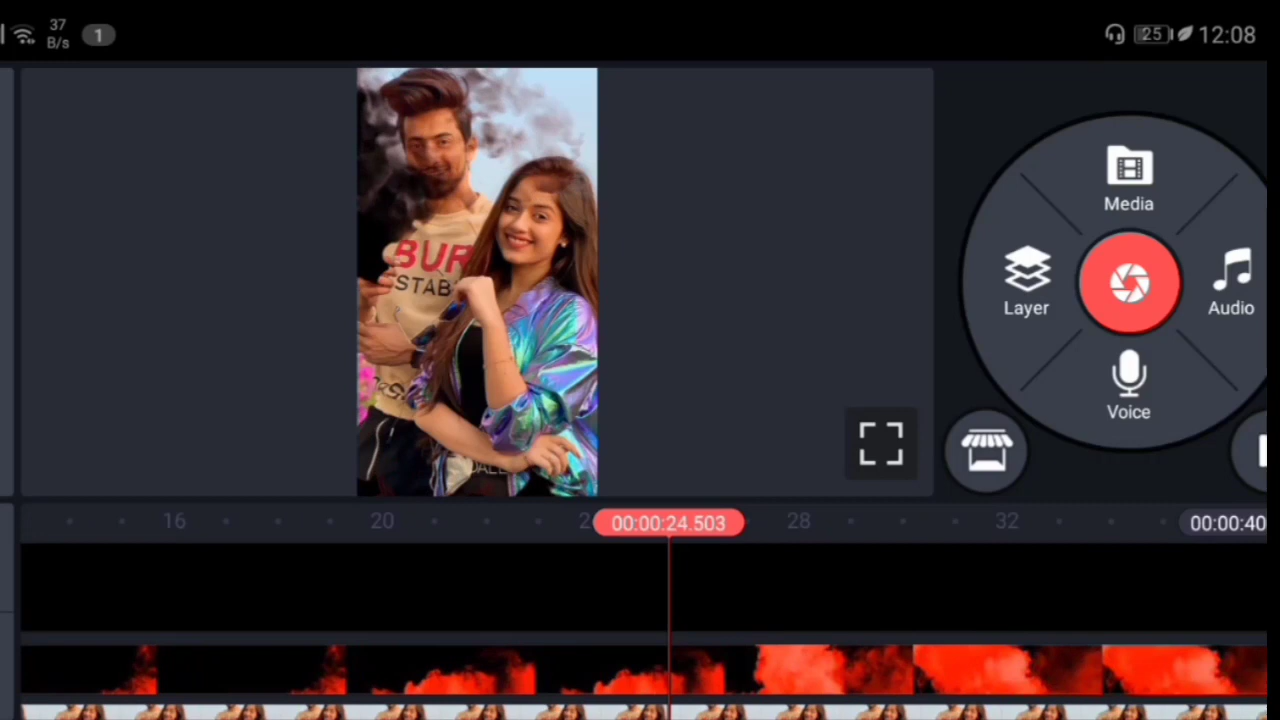 37
B/s
1
25
12:08
BUR
STAB
Media
Layer
Audio
Voice
16
20
2
00:00:24.503
28
32
00:00:40